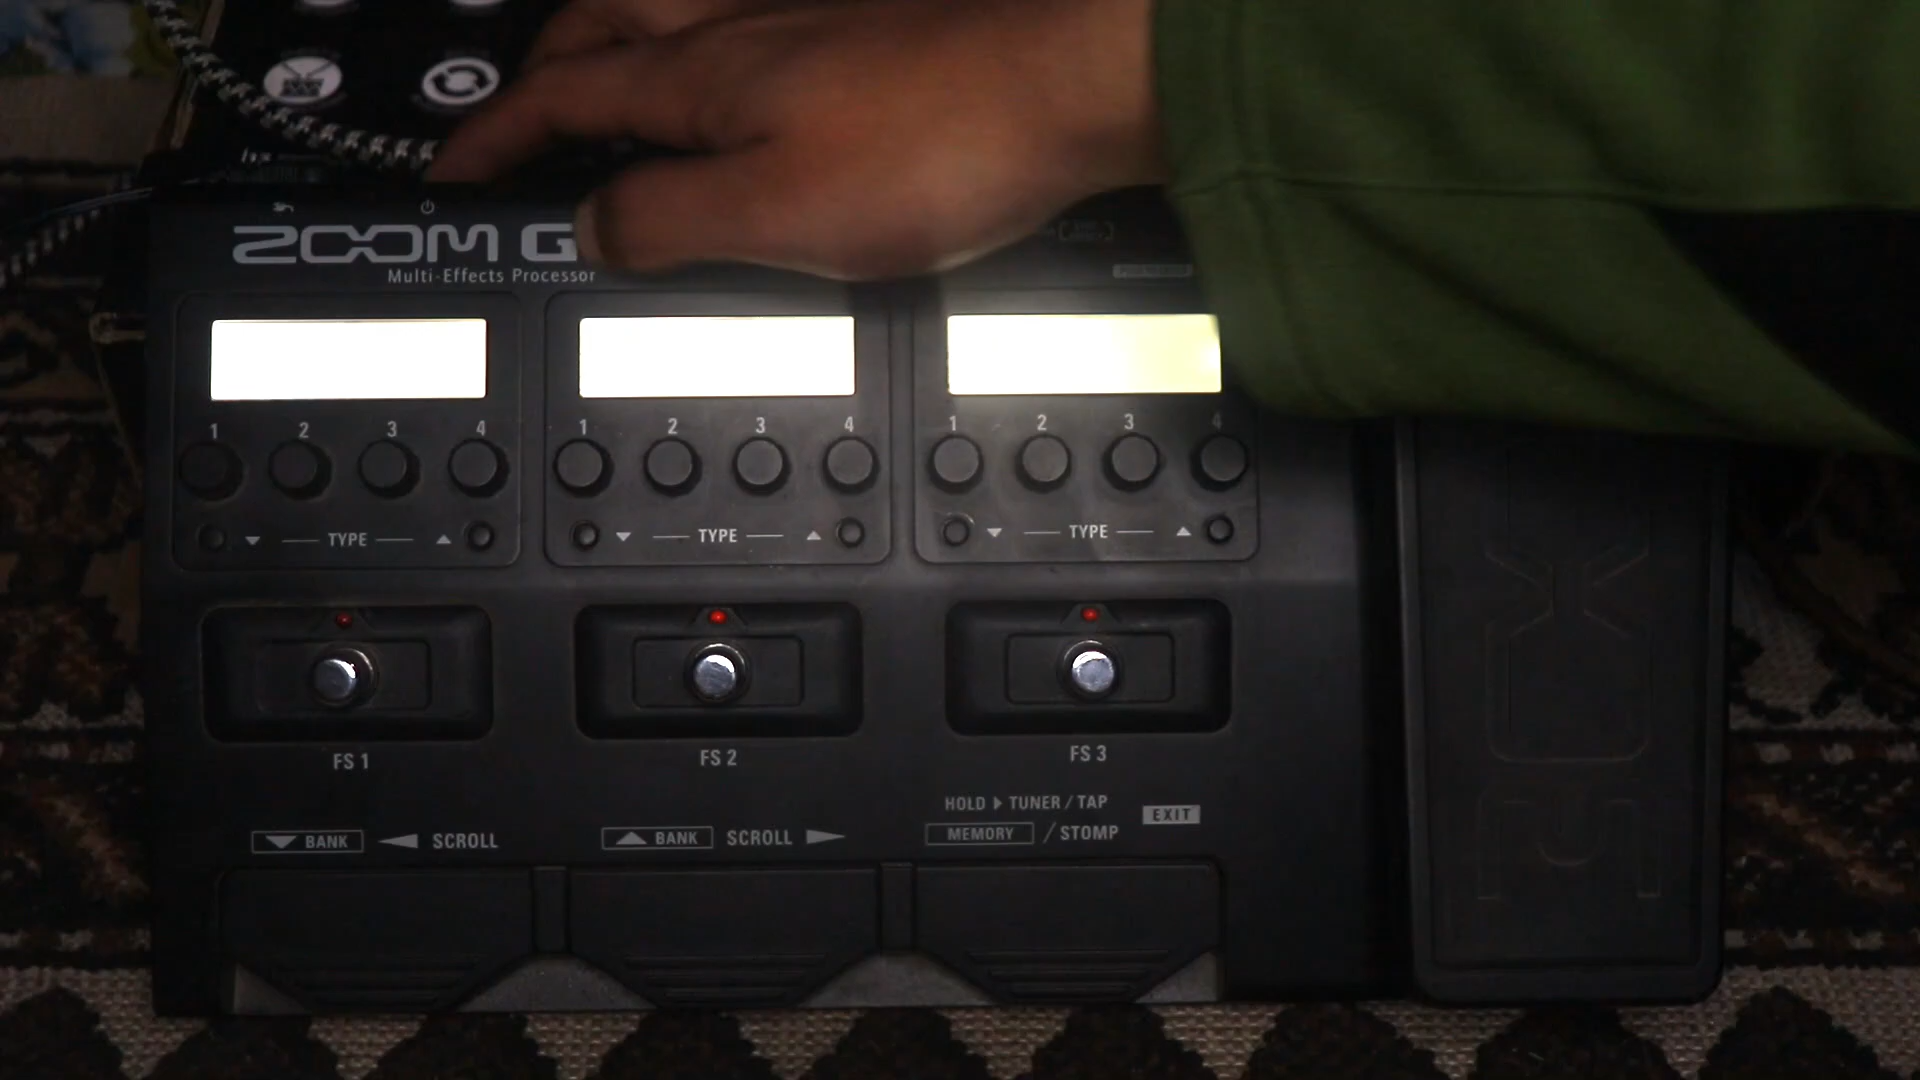 ZOOM G
Multi-Effects Processor
1 2 3 4
1 2 3 4
1 2 3 4
TYPE
TYPE
TYPE
FS 1
FS 2
FS 3
HOLD ▶ TUNER / TAP
EXIT
▼ BANK ◀ SCROLL
▲ BANK SCROLL ▶
MEMORY / STOMP